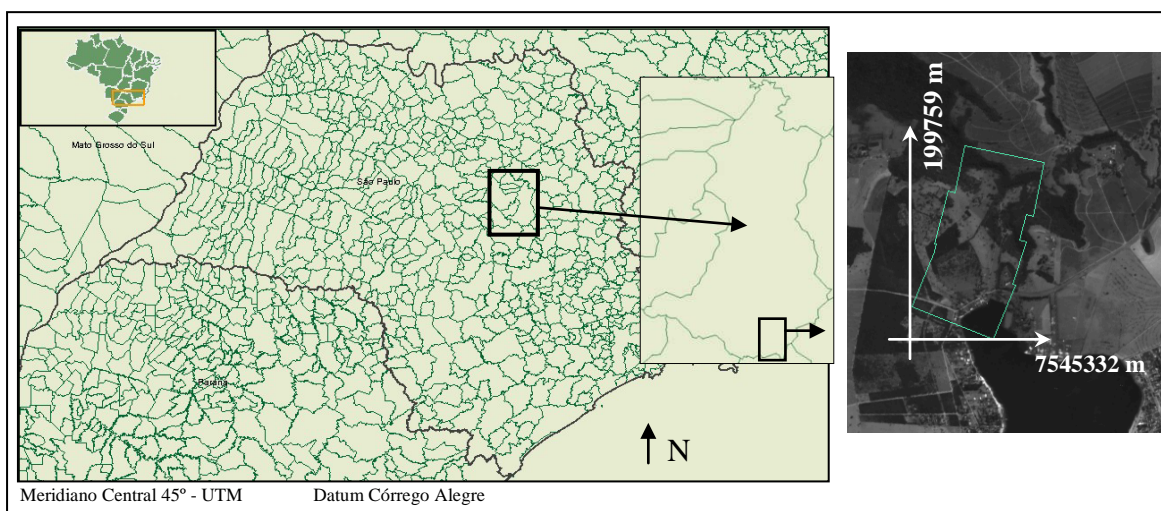 Mato Grosso do Sul
São Paulo
Paraná
N
199759 m
7545332 m
Meridiano Central 45º - UTM Datum Córrego Alegre